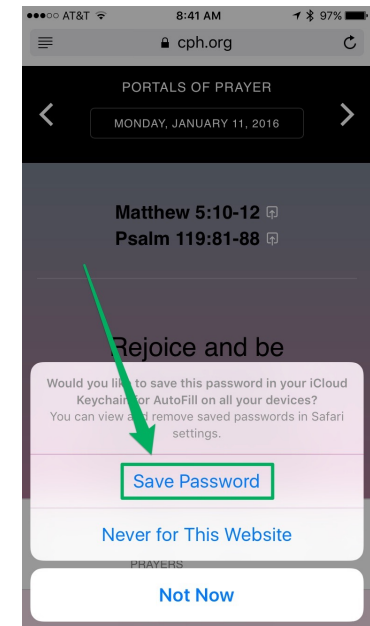 AT&T 8:41 AM 97%
cph.org
PORTALS OF PRAYER
MONDAY, JANUARY 11, 2016
Matthew 5:10-12
Psalm 119:81-88
Rejoice and be
Would you like to save this password in your iCloud
Keychain for AutoFill on all your devices?
You can view and remove saved passwords in Safari
settings.
Save Password
Never for This Website
PRAYERS
Not Now